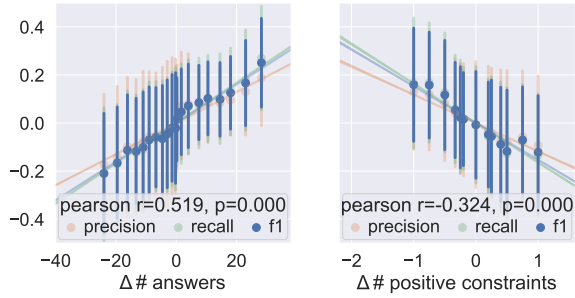 0.4
0.2
0.0
−0.2
−0.4
pearson r=0.519, p=0.000
precision recall f1
−40 −20 0 20
Δ # answers
pearson r=-0.324, p=0.000
precision recall f1
−2 −1 0 1
Δ # positive constraints